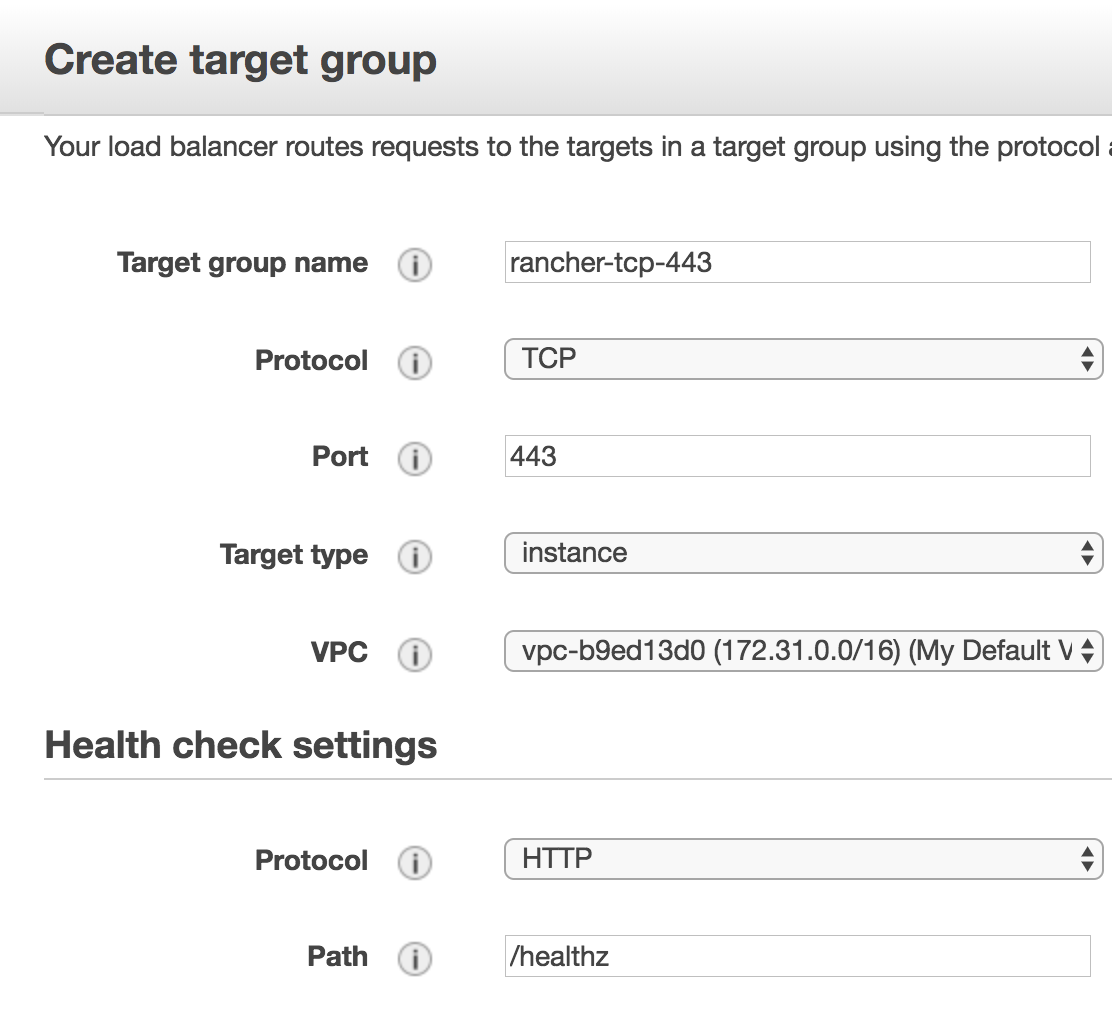 Create target group
Your load balancer routes requests to the targets in a target group using the protocol
Target group name i rancher-tcp-443
Protocol i TCP
Port i 443
Target type i instance
VPC i vpc-b9ed13d0 (172.31.0.0/16) (My Default V
Health check settings
Protocol i HTTP
Path i /healthz